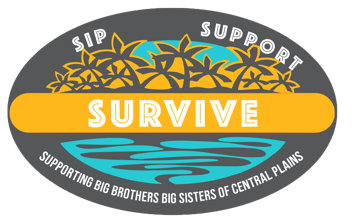 SIP SUPPORT
SURVIVE
SUPPORTING BIG BROTHERS BIG SISTERS OF CENTRAL PLAINS